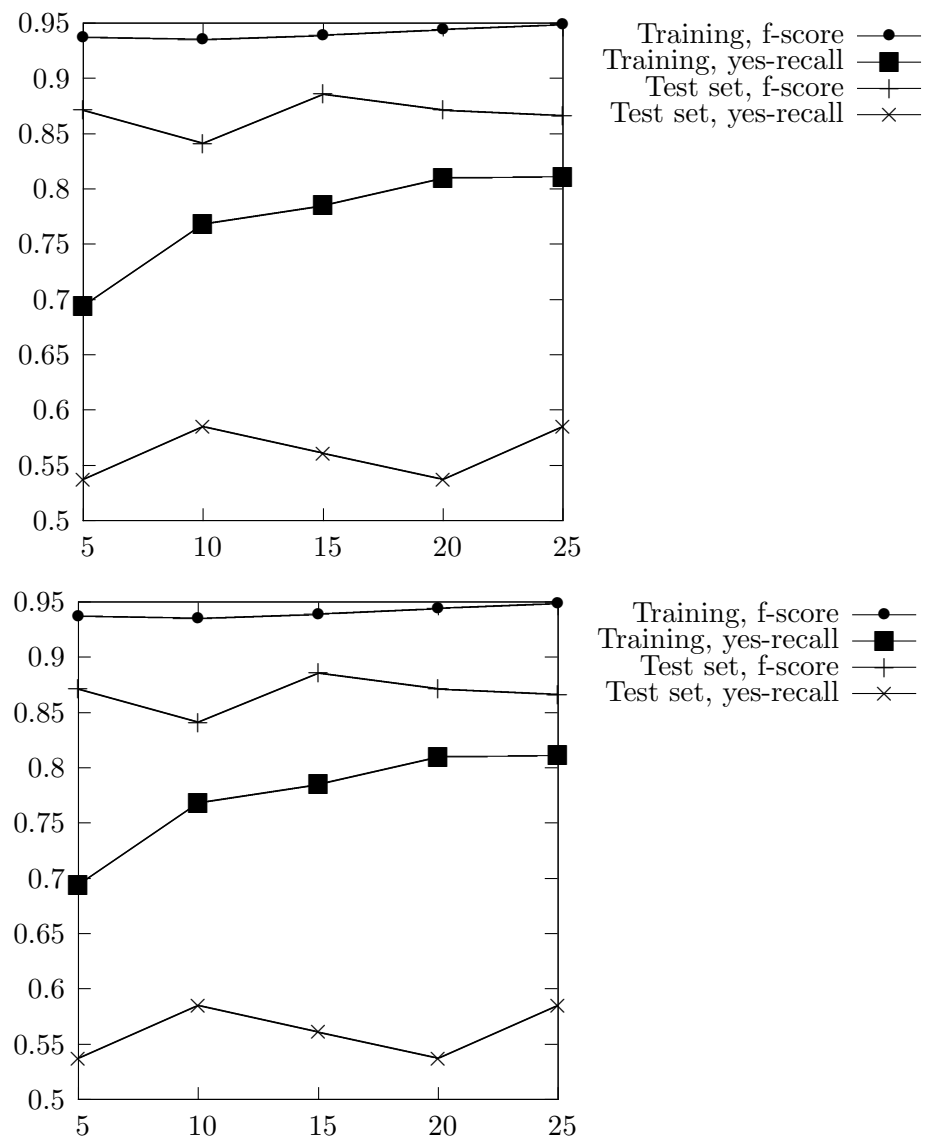 0.95
0.9
0.85
0.8
0.75
0.7
0.65
0.6
0.55
0.5
5 10 15 20 25
Training, f-score
Training, yes-recall
Test set, f-score
Test set, yes-recall
0.95
0.9
0.85
0.8
0.75
0.7
0.65
0.6
0.55
0.5
5 10 15 20 25
Training, f-score
Training, yes-recall
Test set, f-score
Test set, yes-recall